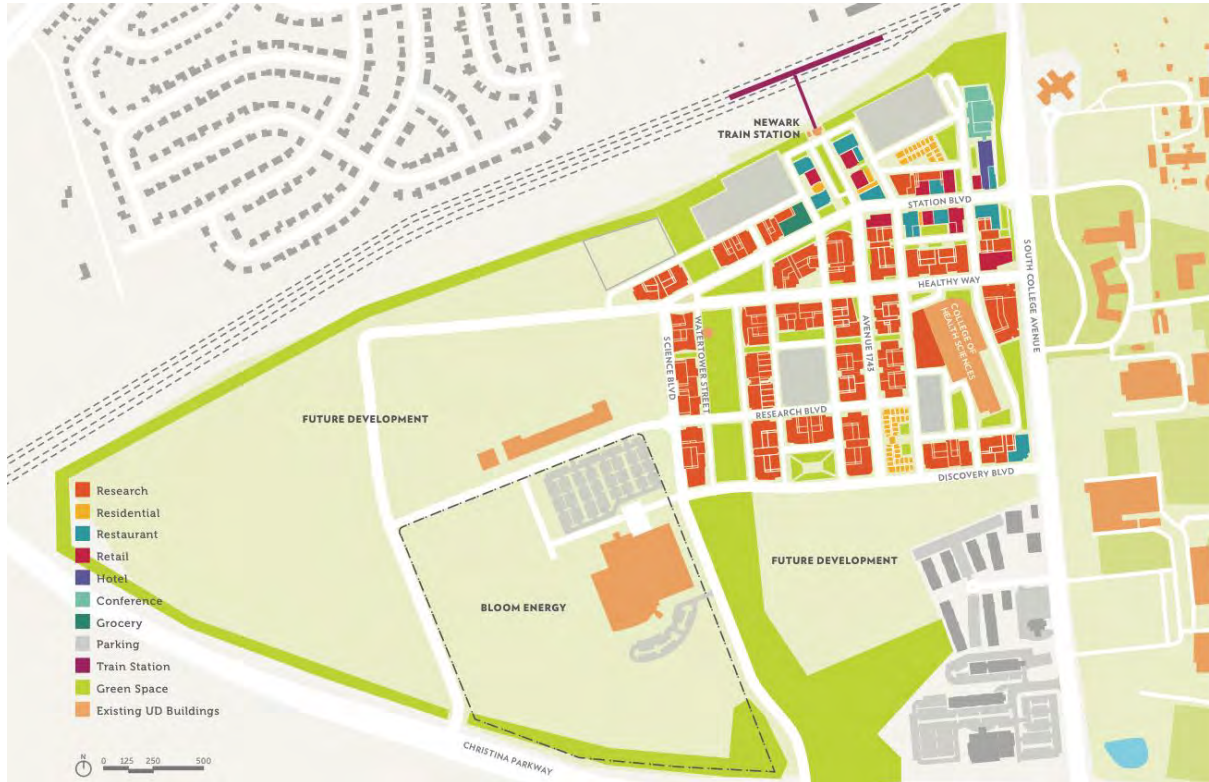 NEWARK
TRAIN STATION
STATION BLVD
HEALTHY WAY
SOUTH COLLEGE AVENUE
COLLEGE OF
HEALTH SCIENCES
AVENUE 1743
WATERTOWER STREET
SCIENCE BLVD
RESEARCH BLVD
DISCOVERY BLVD
FUTURE DEVELOPMENT
FUTURE DEVELOPMENT
BLOOM ENERGY
CHRISTINA PARKWAY
Research
Residential
Restaurant
Retail
Hotel
Conference
Grocery
Parking
Train Station
Green Space
Existing UD Buildings
N
0 125 250 500